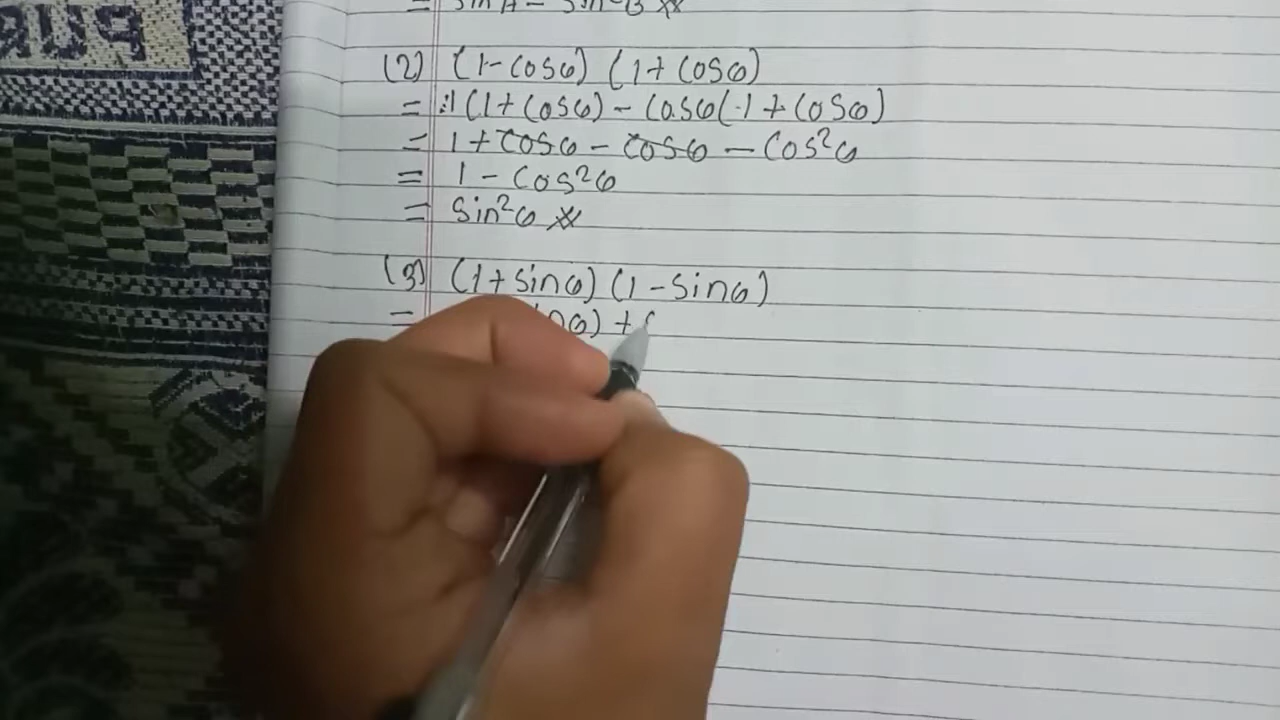 (2) (1-cosθ) (1+cosθ)
= 1(1+cosθ) - cosθ(1+cosθ)
= 1+cosθ - cosθ - cos²θ
= 1 - cos²θ
= sin²θ
(3) (1+sinθ) (1-sinθ)
=